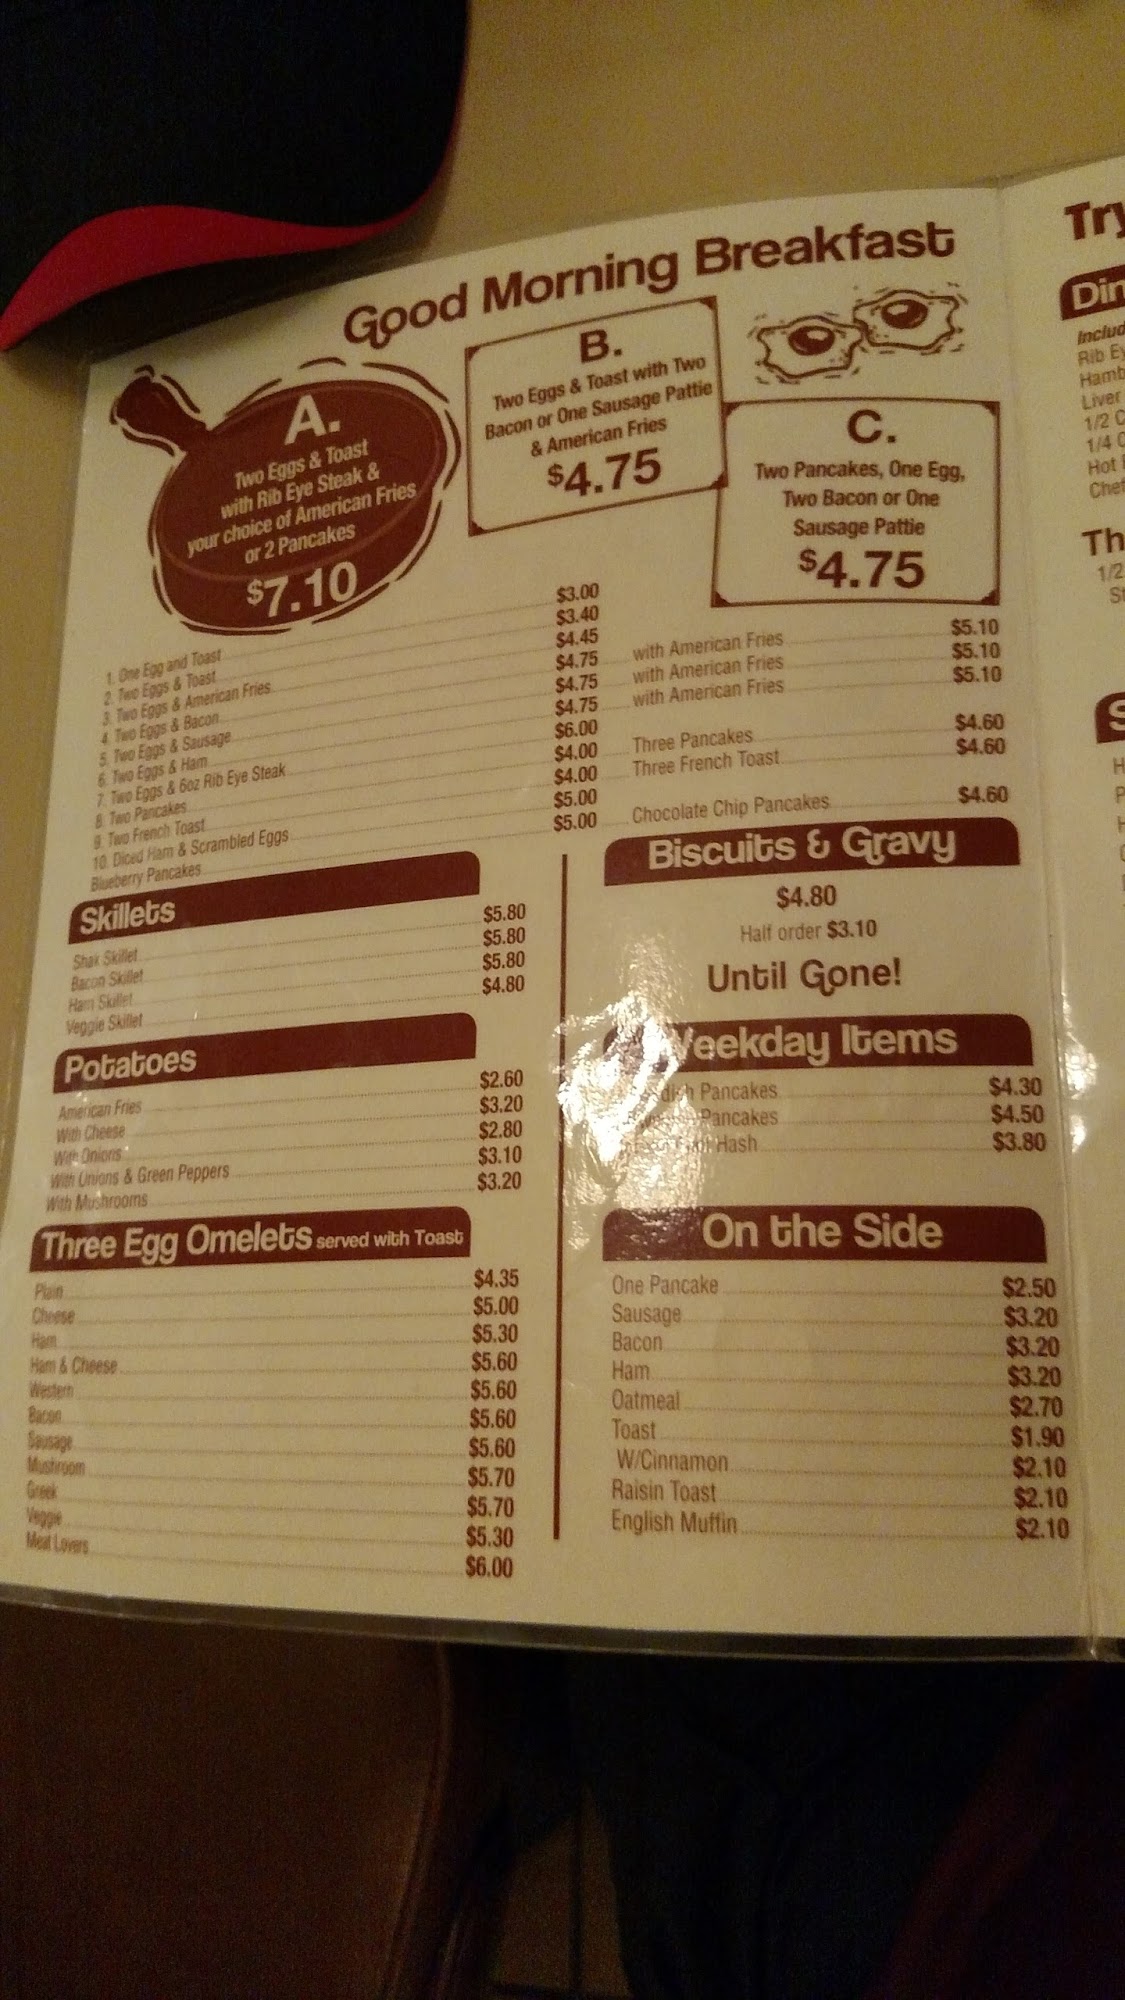 Good Morning Breakfast
A.
Two Eggs & Toast
with Rib Eye Steak &
your choice of American Fries
or 2 Pancakes
$7.10
B.
Two Eggs & Toast with Two
Bacon or One Sausage Pattie
& American Fries
$4.75
C.
Two Pancakes, One Egg,
Two Bacon or One
Sausage Pattie
$4.75
1. One Egg and Toast $3.00
2. Two Eggs & Toast $3.40
3. Two Eggs & American Fries $4.45
4. Two Eggs & Bacon $4.75 with American Fries $5.10
5. Two Eggs & Sausage $4.75 with American Fries $5.10
6. Two Eggs & Ham $4.75 with American Fries $5.10
7. Two Eggs & 6oz Rib Eye Steak $6.00
8. Two Pancakes $4.00 Three Pancakes $4.60
9. Two French Toast $4.00 Three French Toast $4.60
10. Diced Ham & Scrambled Eggs $5.00
Blueberry Pancakes $5.00 Chocolate Chip Pancakes $4.60
Skillets
Shak Skillet $5.80
Bacon Skillet $5.80
Ham Skillet $5.80
Veggie Skillet $4.80
Potatoes
American Fries $2.60
With Cheese $3.20
With Onions $2.80
With Onions & Green Peppers $3.10
With Mushrooms $3.20
Three Egg Omelets served with Toast
Plain $4.35
Cheese $5.00
Ham $5.30
Ham & Cheese $5.60
Western $5.60
Bacon $5.60
Sausage $5.60
Mushroom $5.70
Greek $5.70
Veggie $5.30
Meat Lovers $6.00
Biscuits & Gravy
$4.80
Half order $3.10
Until Gone!
Weekday Items
Pancakes $4.30
Pancakes $4.50
Hash $3.80
On the Side
One Pancake $2.50
Sausage $3.20
Bacon $3.20
Ham $3.20
Oatmeal $2.70
Toast $1.90
W/Cinnamon $2.10
Raisin Toast $2.10
English Muffin $2.10
Try
Rib
Liver
1/2
1/4
Hot
1/2